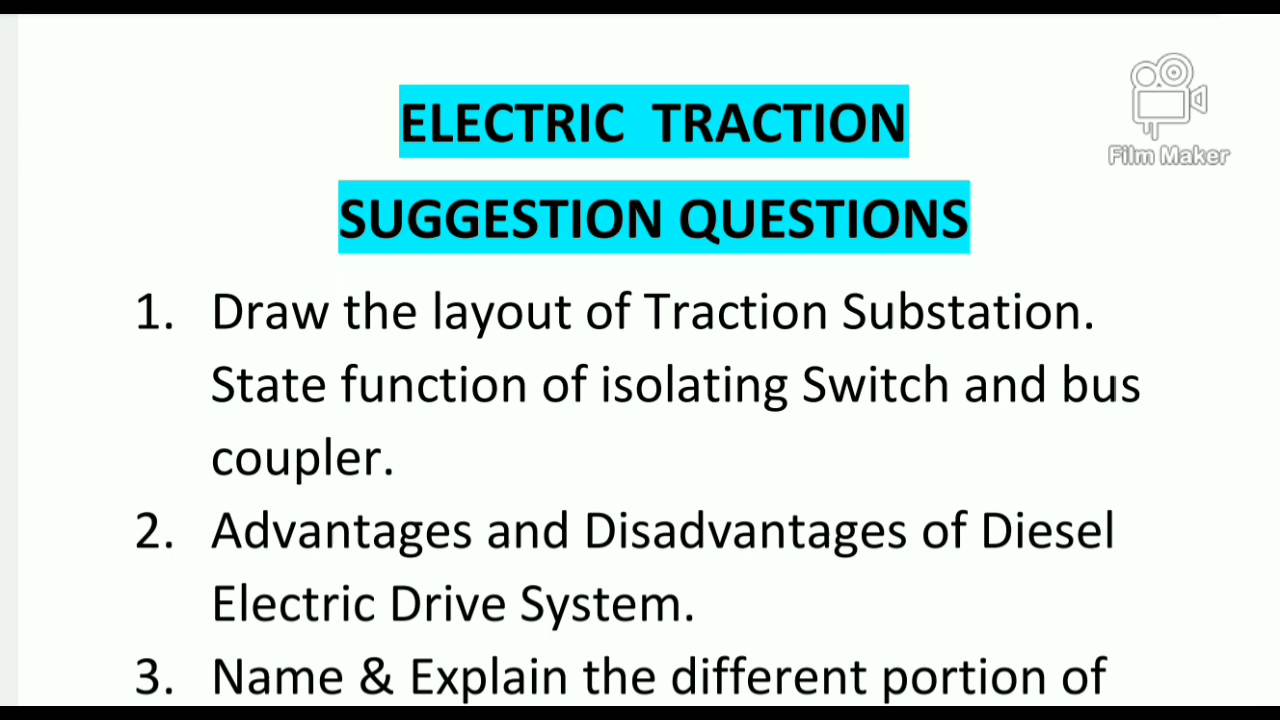 ELECTRIC TRACTION
Film Maker
SUGGESTION QUESTIONS
1. Draw the layout of Traction Substation.
State function of isolating Switch and bus
coupler.
2. Advantages and Disadvantages of Diesel
Electric Drive System.
3. Name & Explain the different portion of